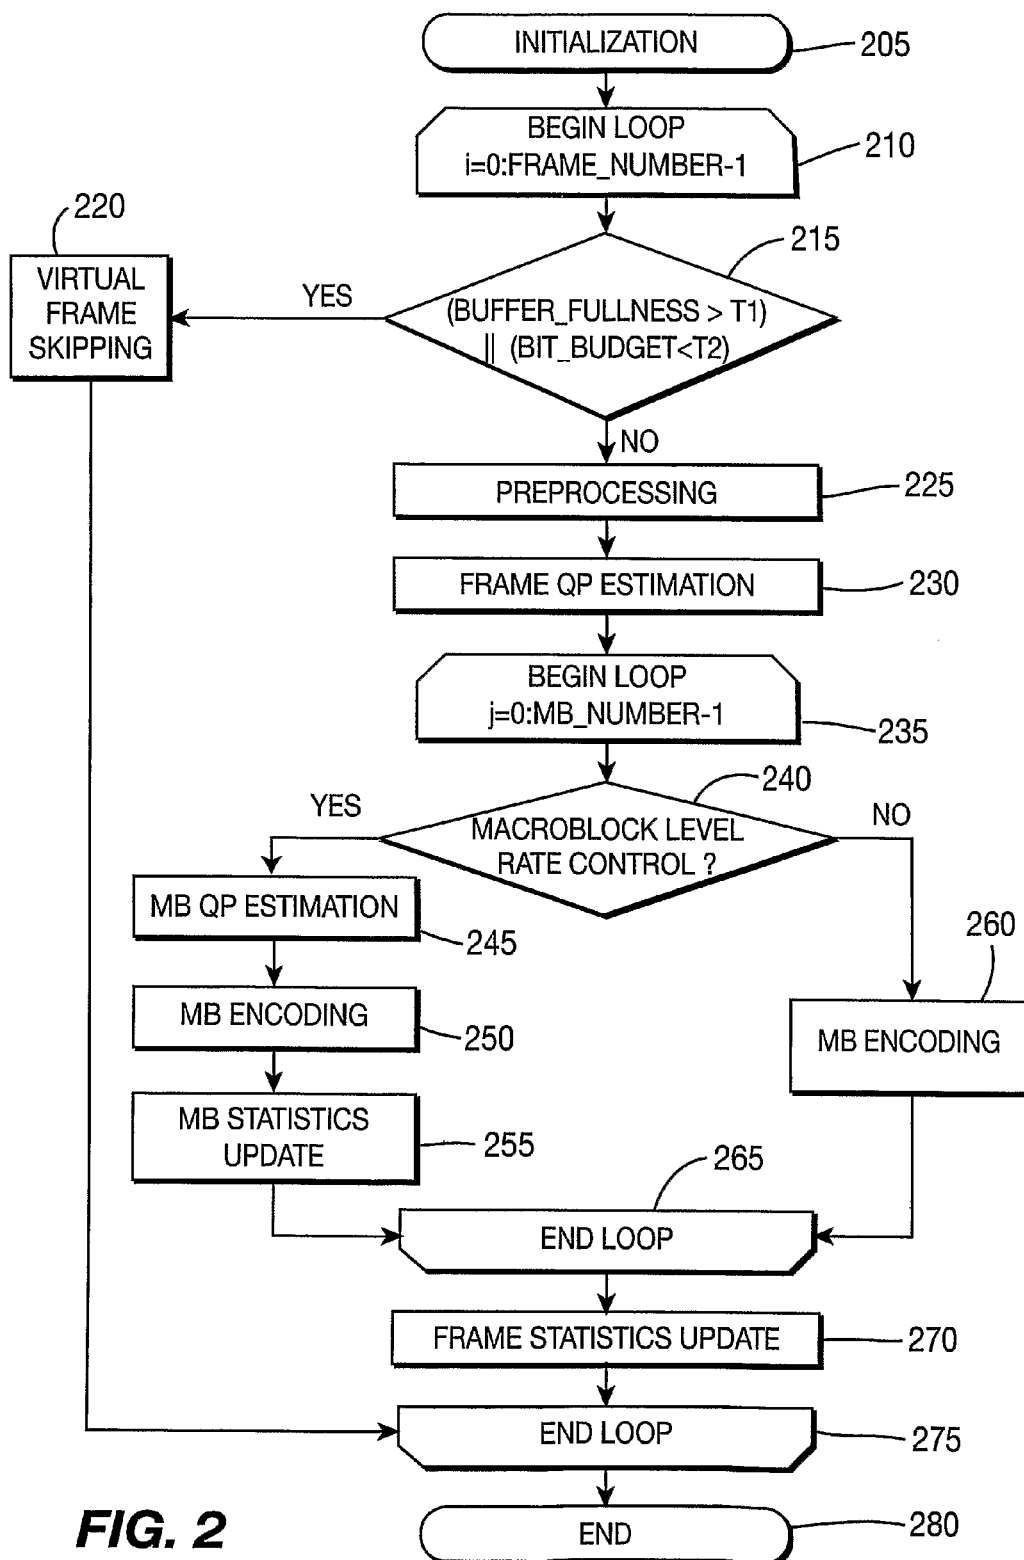 INITIALIZATION
205
BEGIN LOOP
i=0:FRAME_NUMBER-1
210
220
215
VIRTUAL
FRAME
SKIPPING
YES
(BUFFER_FULLNESS > T1)
|| (BIT_BUDGET<T2)
NO
PREPROCESSING
225
FRAME QP ESTIMATION
230
BEGIN LOOP
j=0:MB_NUMBER-1
235
240
YES
NO
MACROBLOCK LEVEL
RATE CONTROL ?
MB QP ESTIMATION
245
260
MB ENCODING
250
MB ENCODING
MB STATISTICS
UPDATE
255
265
END LOOP
FRAME STATISTICS UPDATE
270
END LOOP
275
FIG. 2
END
280